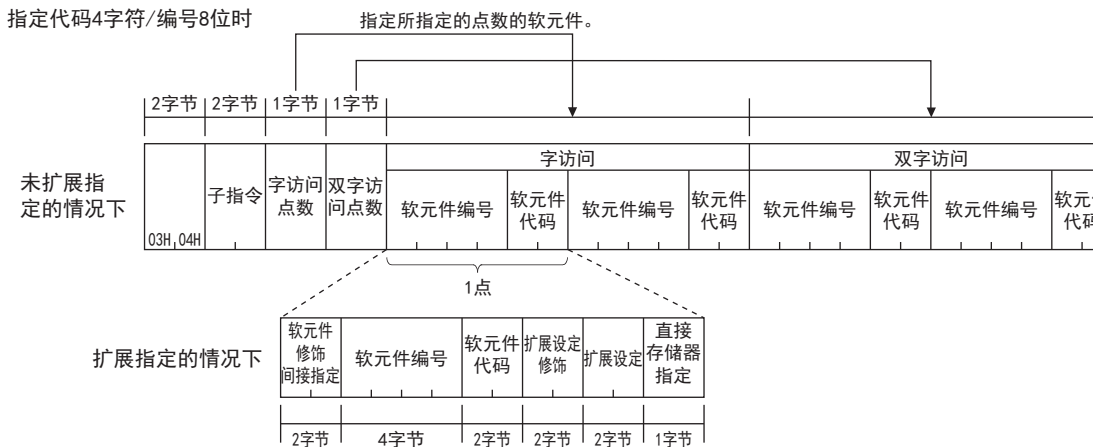 指定代码4字符/编号8位时
指定所指定的点数的软元件。
2字节 2字节 1字节 1字节
未扩展指
定的情况下
03H,04H
子指令
字访问
点数
双字访
问点数
字访问
双字访问
软元件编号
软元件
代码
软元件编号
软元件
代码
软元件编号
软元件
代码
软元件编号
代码
1点
扩展指定的情况下
软元件
修饰
间接指定
软元件编号
软元件
代码
扩展设定
修饰
扩展设定
直接
存储器
指定
2字节 4字节 2字节 2字节 2字节 1字节